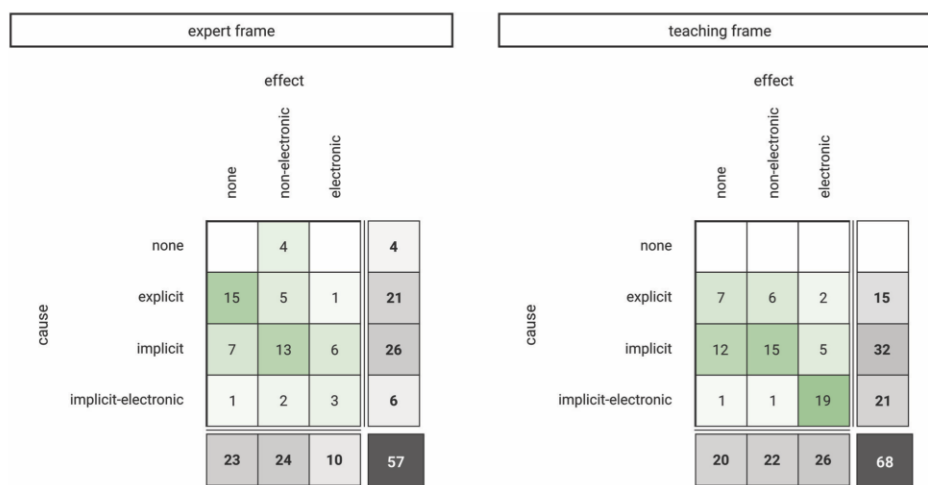 expert frame
effect
none
non-electronic
electronic
cause
none
4
4
explicit
15 5 1
21
implicit
7 13 6
26
implicit-electronic
1 2 3
6
23 24 10
57
teaching frame
effect
none
non-electronic
electronic
cause
none
explicit
7 6 2
15
implicit
12 15 5
32
implicit-electronic
1 1 19
21
20 22 26
68